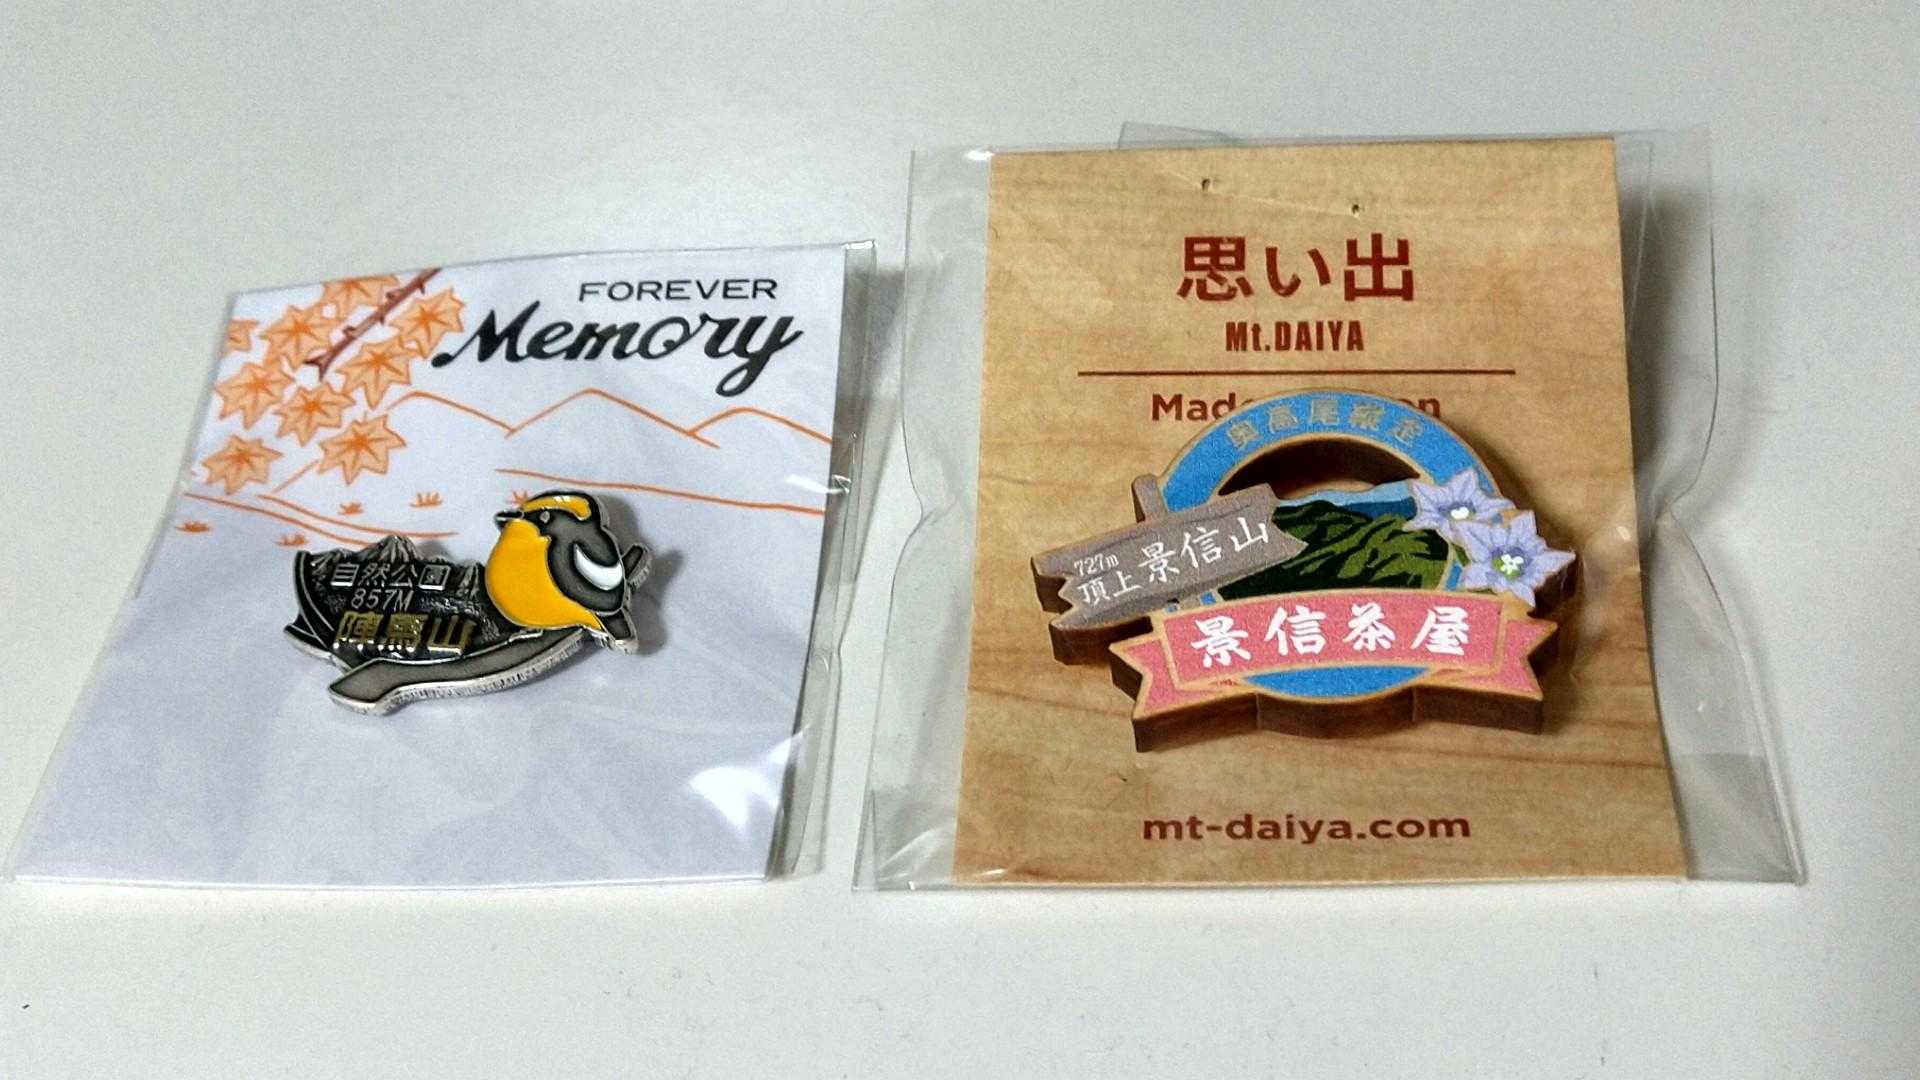 FOREVER
Memory
自然公園
857M
陣馬山
思い出
Mt.DAIYA
奥高尾縦走
727m
頂上景信山
景信茶屋
mt-daiya.com